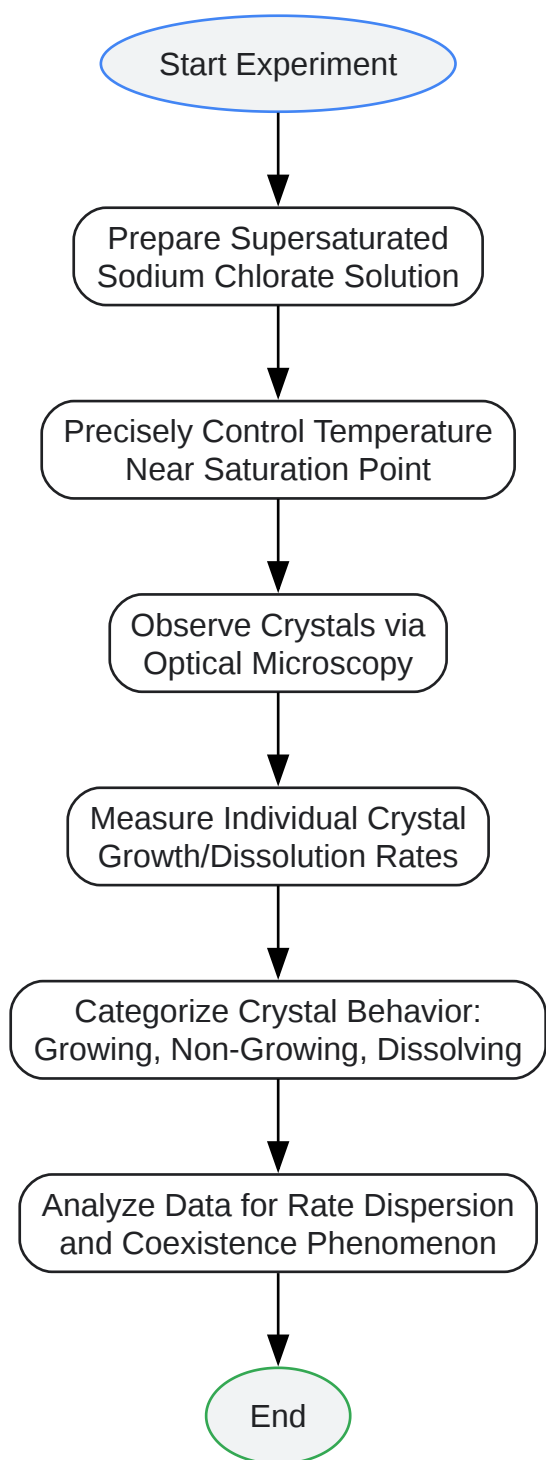 Start Experiment
Prepare Supersaturated
Sodium Chlorate Solution
Precisely Control Temperature
Near Saturation Point
Observe Crystals via
Optical Microscopy
Measure Individual Crystal
Growth/Dissolution Rates
Categorize Crystal Behavior:
Growing, Non-Growing, Dissolving
Analyze Data for Rate Dispersion
and Coexistence Phenomenon
End